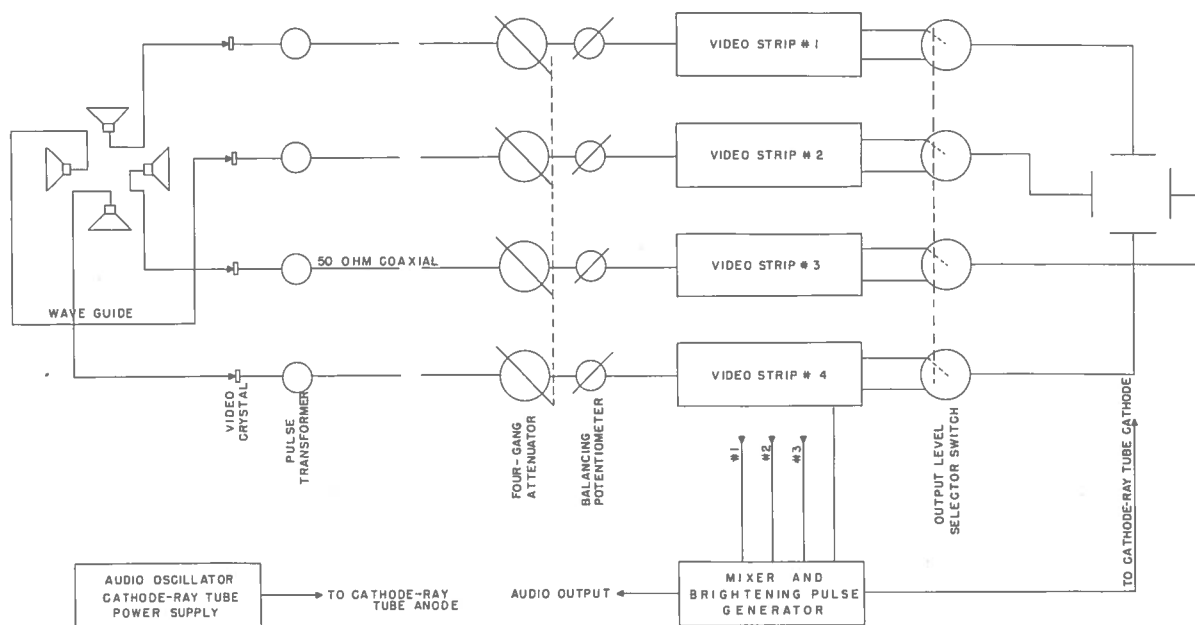 VIDEO STRIP # 1
VIDEO STRIP # 2
50 OHM COAXIAL
VIDEO STRIP # 3
WAVE GUIDE
VIDEO STRIP # 4
VIDEO
CRYSTAL
PULSE
TRANSFORMER
FOUR-GANG
ATTENUATOR
BALANCING
POTENTIOMETER
#1
#2
#3
OUTPUT LEVEL
SELECTOR SWITCH
TO CATHODE-RAY TUBE CATHODE
AUDIO OSCILLATOR
CATHODE-RAY TUBE
POWER SUPPLY
TO CATHODE-RAY
TUBE ANODE
AUDIO OUTPUT
MIXER AND
BRIGHTENING PULSE
GENERATOR